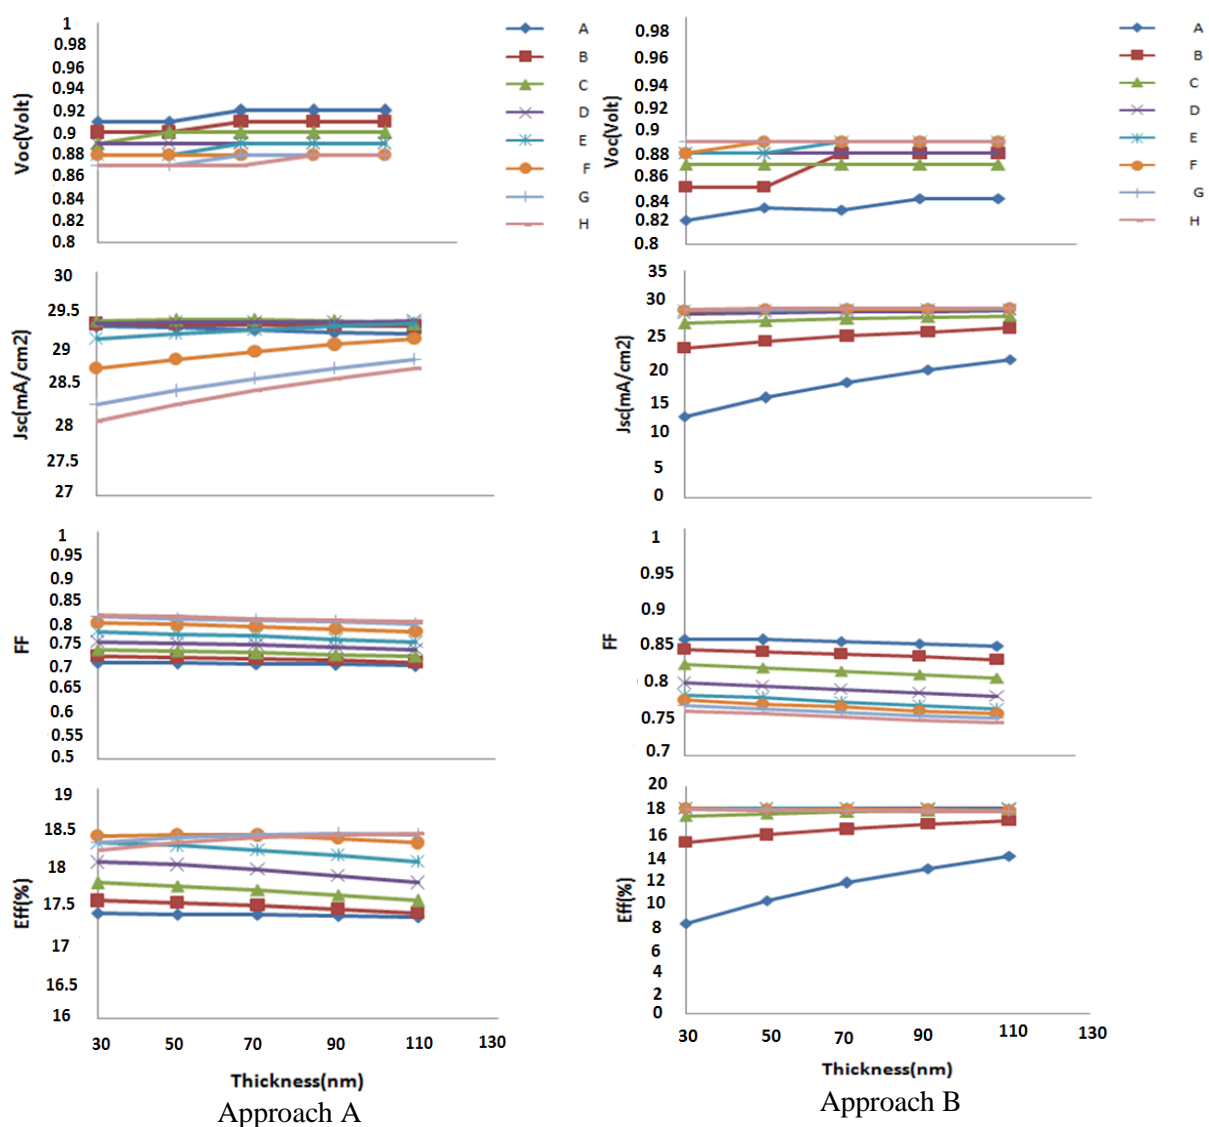 1
0.98
0.96
0.94
0.92
0.9
0.88
0.86
0.84
0.82
0.8
Voc(Volt)
A
B
C
D
E
F
G
H
0.98
0.96
0.94
0.92
0.9
0.88
0.86
0.84
0.82
0.8
Voc(Volt)
A
B
C
D
E
F
G
H
30
29.5
29
28.5
28
27.5
27
Jsc(mA/cm2)
35
30
25
20
15
10
5
0
Jsc(mA/cm2)
1
0.95
0.9
0.85
0.8
0.75
0.7
0.65
0.6
0.55
0.5
FF
1
0.95
0.9
0.85
0.8
0.75
0.7
FF
19
18.5
18
17.5
17
16.5
16
Eff(%)
30 50 70 90 110 130
Thickness(nm)
Approach A
20
18
16
14
12
10
8
6
4
2
0
Eff(%)
30 50 70 90 110 130
Thickness(nm)
Approach B